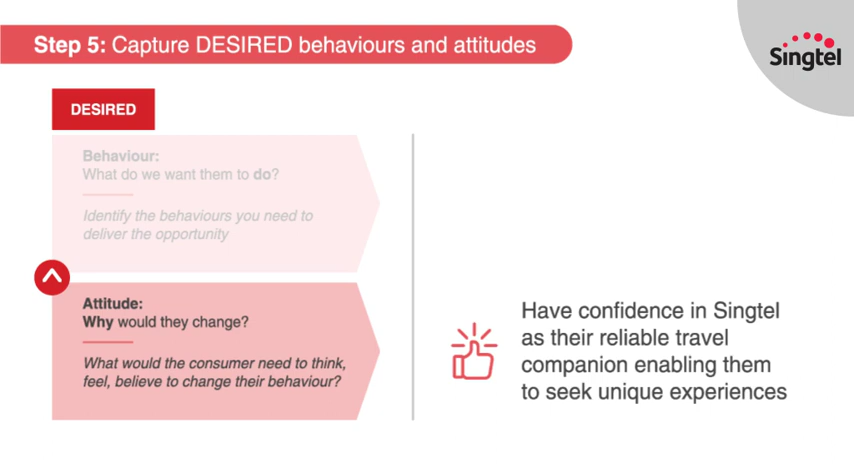 Step 5: Capture DESIRED behaviours and attitudes
Singtel
DESIRED
Behaviour:
What do we want them to do?
Identify the behaviours you need to
deliver the opportunity
Attitude:
Why would they change?
What would the consumer need to think,
feel, believe to change their behaviour?
Have confidence in Singtel
as their reliable travel
companion enabling them
to seek unique experiences